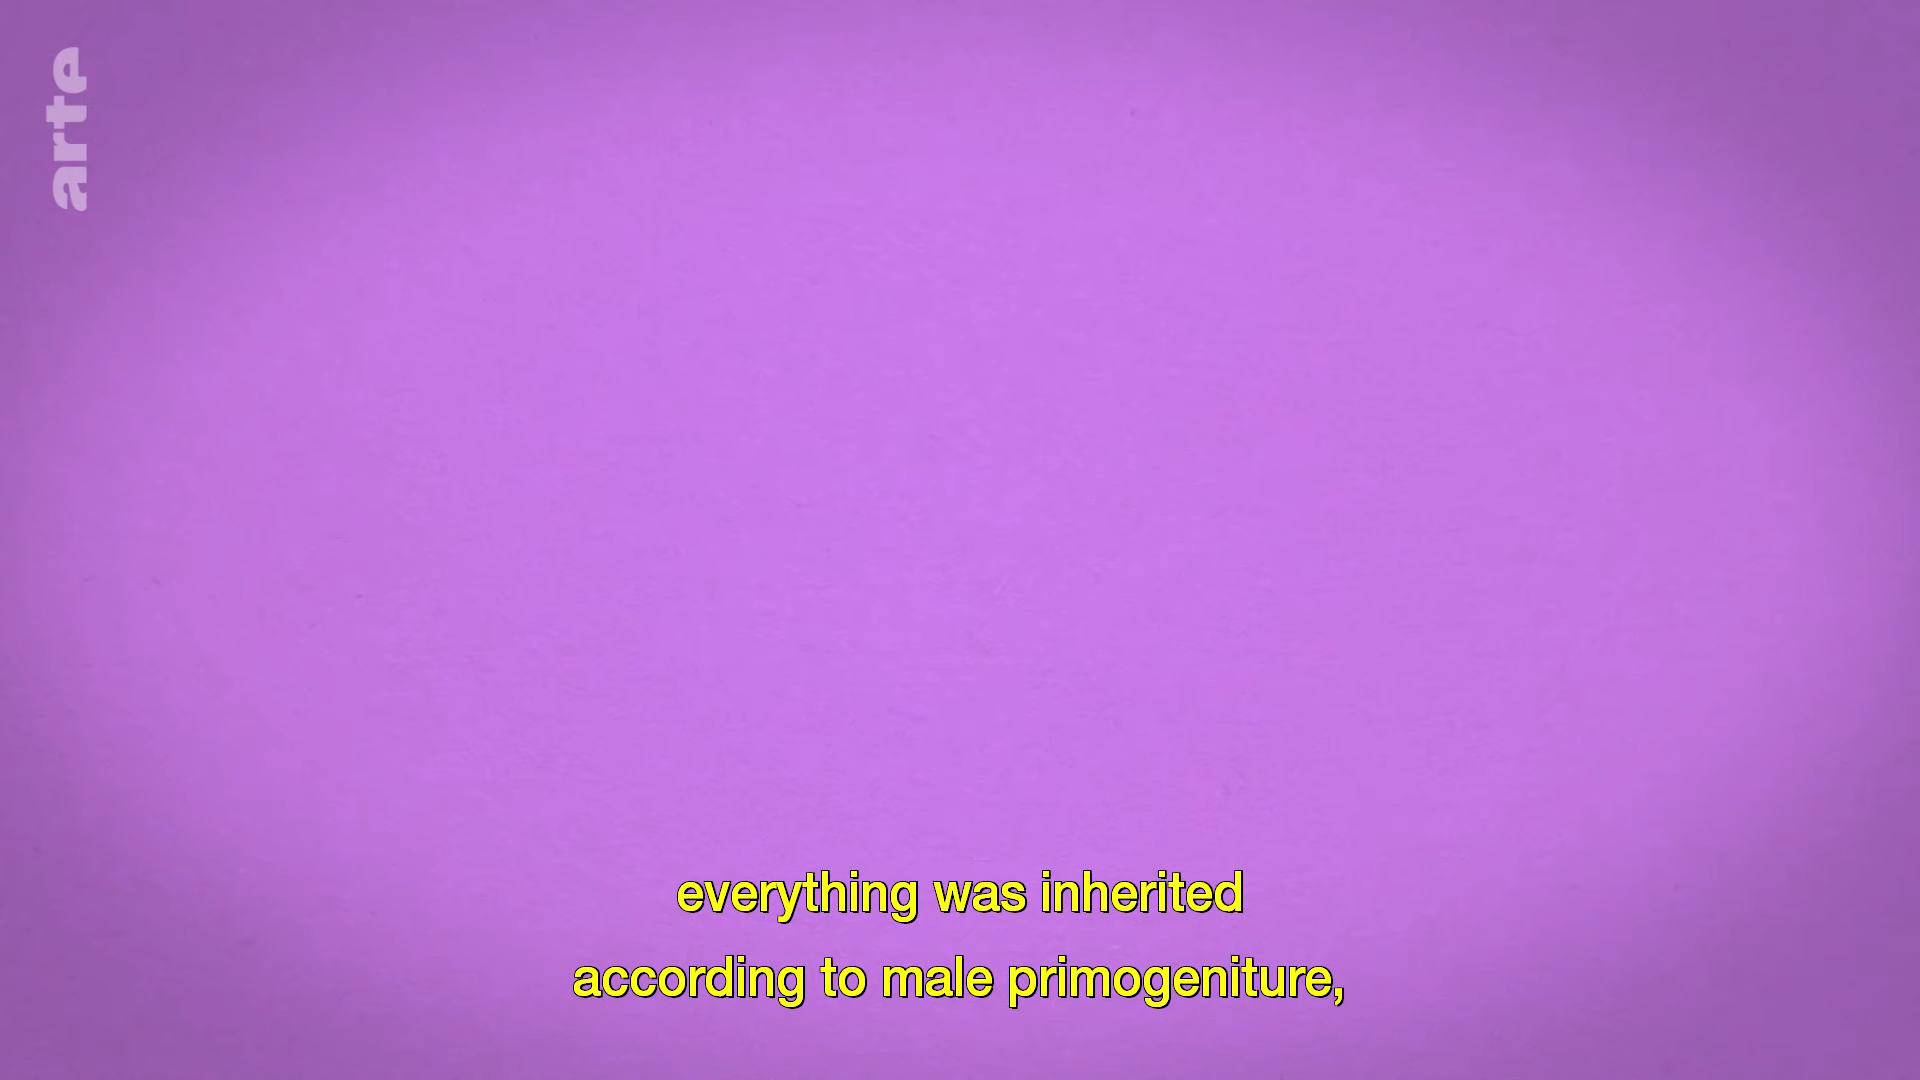 arte
everything was inherited
according to male primogeniture,